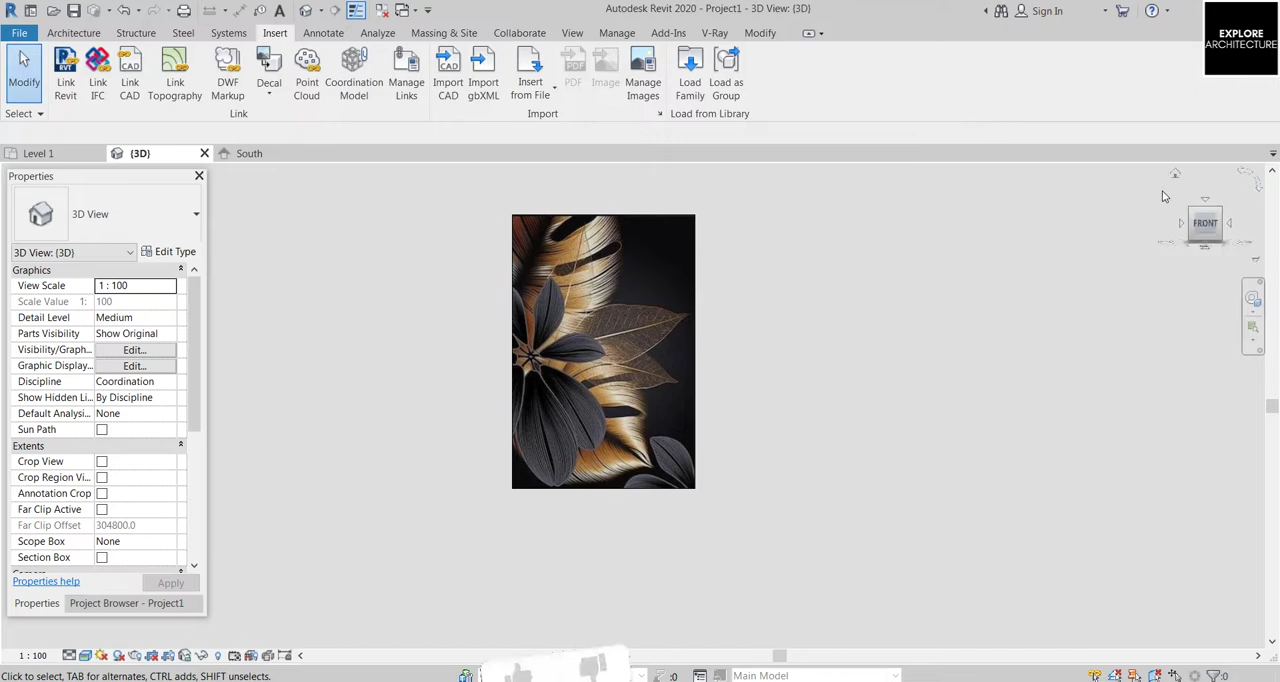 Autodesk Revit 2020 - Project1 - 3D View: {3D}
Sign In
EXPLORE
ARCHITECTURE
File Architecture Structure Steel Systems Insert Annotate Analyze Massing & Site Collaborate View Manage Add-Ins V-Ray Modify
Modify
Link
Revit
Link
IFC
Link
CAD
Link
Topography
DWF
Markup
Decal
Point
Cloud
Coordination
Model
Manage
Links
Import
CAD
Import
gbXML
Insert
from File
PDF
Image
Manage
Images
Load
Family
Load as
Group
Select Link Import Load from Library
Level 1 {3D} South
Properties
3D View
3D View: {3D} Edit Type
Graphics
View Scale 1 : 100
Scale Value 1: 100
Detail Level Medium
Parts Visibility Show Original
Visibility/Graph... Edit...
Graphic Display... Edit...
Discipline Coordination
Show Hidden Li... By Discipline
Default Analysi... None
Sun Path
Extents
Crop View
Crop Region Vi...
Annotation Crop
Far Clip Active
Far Clip Offset 304800.0
Scope Box None
Section Box
Properties help Apply
Properties Project Browser - Project1
FRONT
1 : 100
Click to select, TAB for alternates, CTRL adds, SHIFT unselects.
:0 Main Model :0